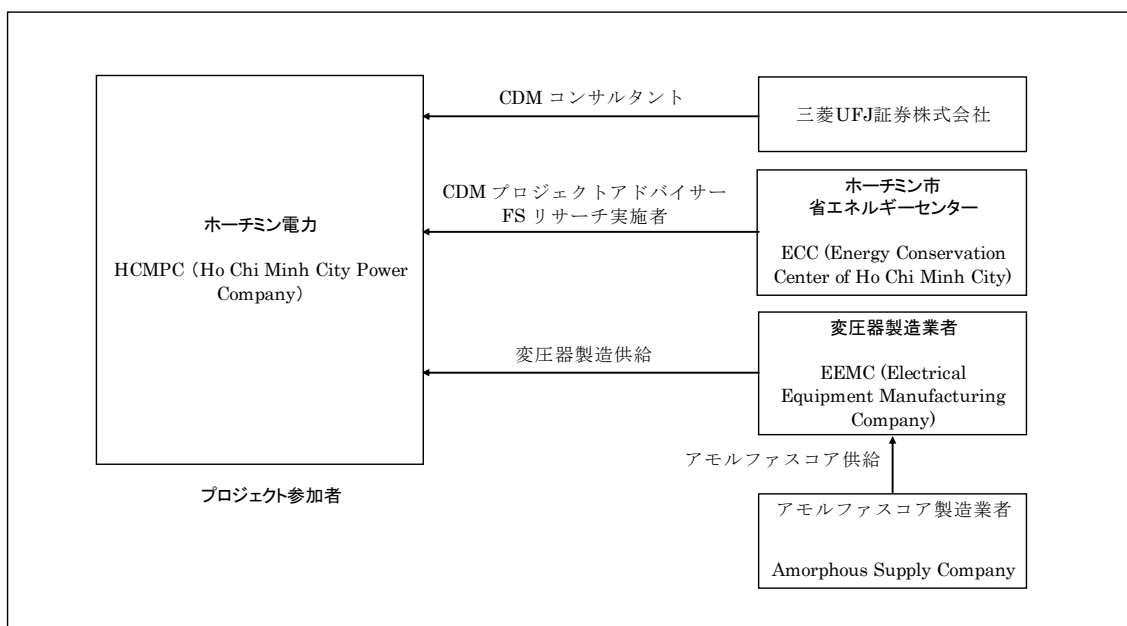 ホーチミン電力
HCMPC（Ho Chi Minh City Power
Company）
プロジェクト参加者
CDM コンサルタント
三菱UFJ証券株式会社
CDM プロジェクトアドバイザー
FS リサーチ実施者
ホーチミン市
省エネルギーセンター
ECC (Energy Conservation
Center of Ho Chi Minh City)
変圧器製造供給
変圧器製造業者
EEMC (Electrical
Equipment Manufacturing
Company)
アモルファスコア供給
アモルファスコア製造業者
Amorphous Supply Company